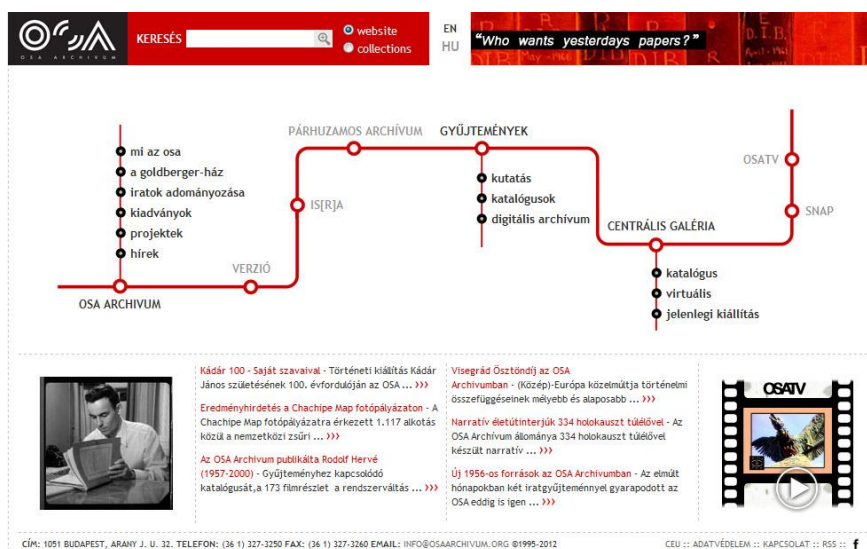 OSA ARCHIVUM
KERESÉS
website
collections
EN
HU
"Who wants yesterdays papers?"
PÁRHUZAMOS ARCHÍVUM
GYŰJTEMÉNYEK
mi az osa
a goldberger-ház
iratok adományozása
kiadványok
projektek
hírek
kutatás
katalógusok
digitális archívum
OSATV
IS[R]A
SNAP
CENTRÁLIS GALÉRIA
VERZIÓ
katalógus
virtuális
jelenlegi kiállítás
OSA ARCHIVUM
Kádár 100 - Saját szavaival - Történeti kiállítás Kádár
János születésének 100. évfordulóján az OSA ... ›››
Eredményhirdetés a Chachipe Map fotópályázaton - A
Chachipe Map fotópályázatra érkezett 1.117 alkotás
közül a nemzetközi zsűri ... ›››
Az OSA Archivum publikálta Rodolf Hervé
(1957-2000) - Gyűjteményhez kapcsolódó
katalógusát,a 173 filmrészlet a rendszerváltás ... ›››
Visegrád Ösztöndíj az OSA
Archivumban - (Közép)-Európa közelmúltja történelmi
összefüggéseinek mélyebb és alaposabb ... ›››
Narratív életútinterjúk 334 holokauszt túlélővel - Az
OSA Archívum állománya 334 holokauszt túlélővel
készült narratív ... ›››
Új 1956-os források az OSA Archivumban - Az elmúlt
hónapokban két iratgyűjteménnyel gyarapodott az
OSA eddig is igen ... ›››
OSATV
CÍM: 1051 BUDAPEST, ARANY J. U. 32. TELEFON: (36 1) 327-3250 FAX: (36 1) 327-3260 EMAIL: INFO@OSAARCHIVUM.ORG ©1995-2012
CEU :: ADATVÉDELEM :: KAPCSOLAT :: RSS :: f